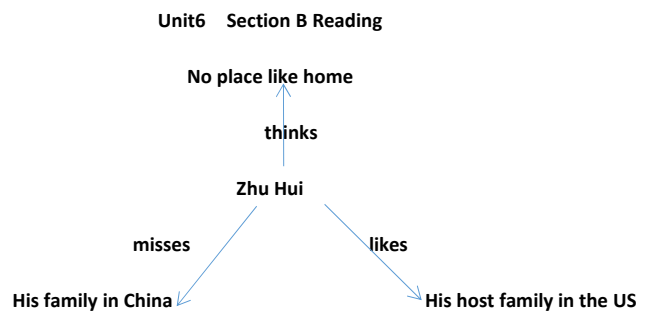 Unit6 Section B Reading
No place like home
thinks
Zhu Hui
misses likes
His family in China His host family in the US